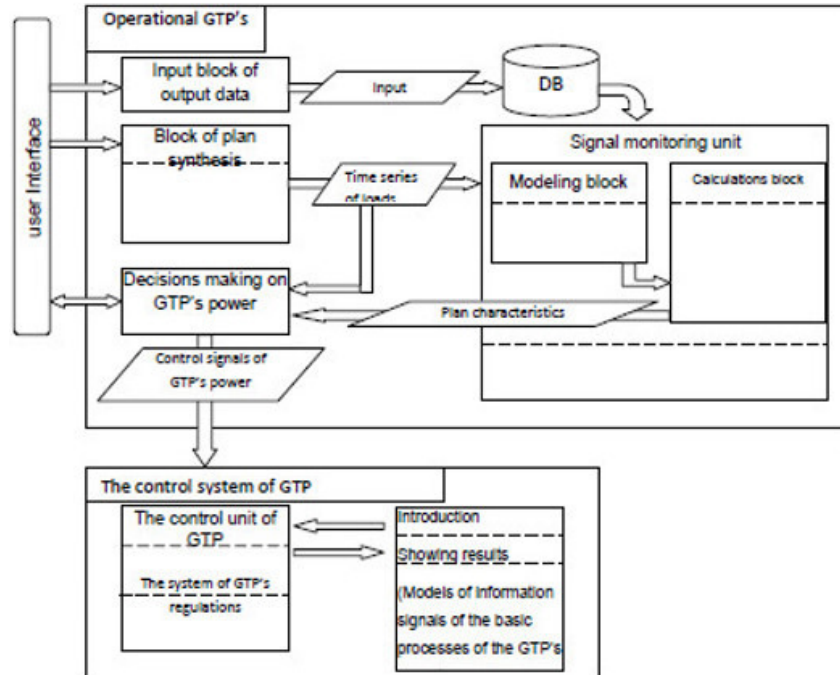 Operational GTP's
user Interface
Input block of
output data
Input
DB
Block of plan
synthesis
Time series
of loads
Signal monitoring unit
Modeling block
Calculations block
Decisions making on
GTP's power
Plan characteristics
Control signals of
GTP's power
The control system of GTP
The control unit of
GTP
The system of GTP's
regulations
Introduction
Showing results
(Models of information
signals of the basic
processes of the GTP's